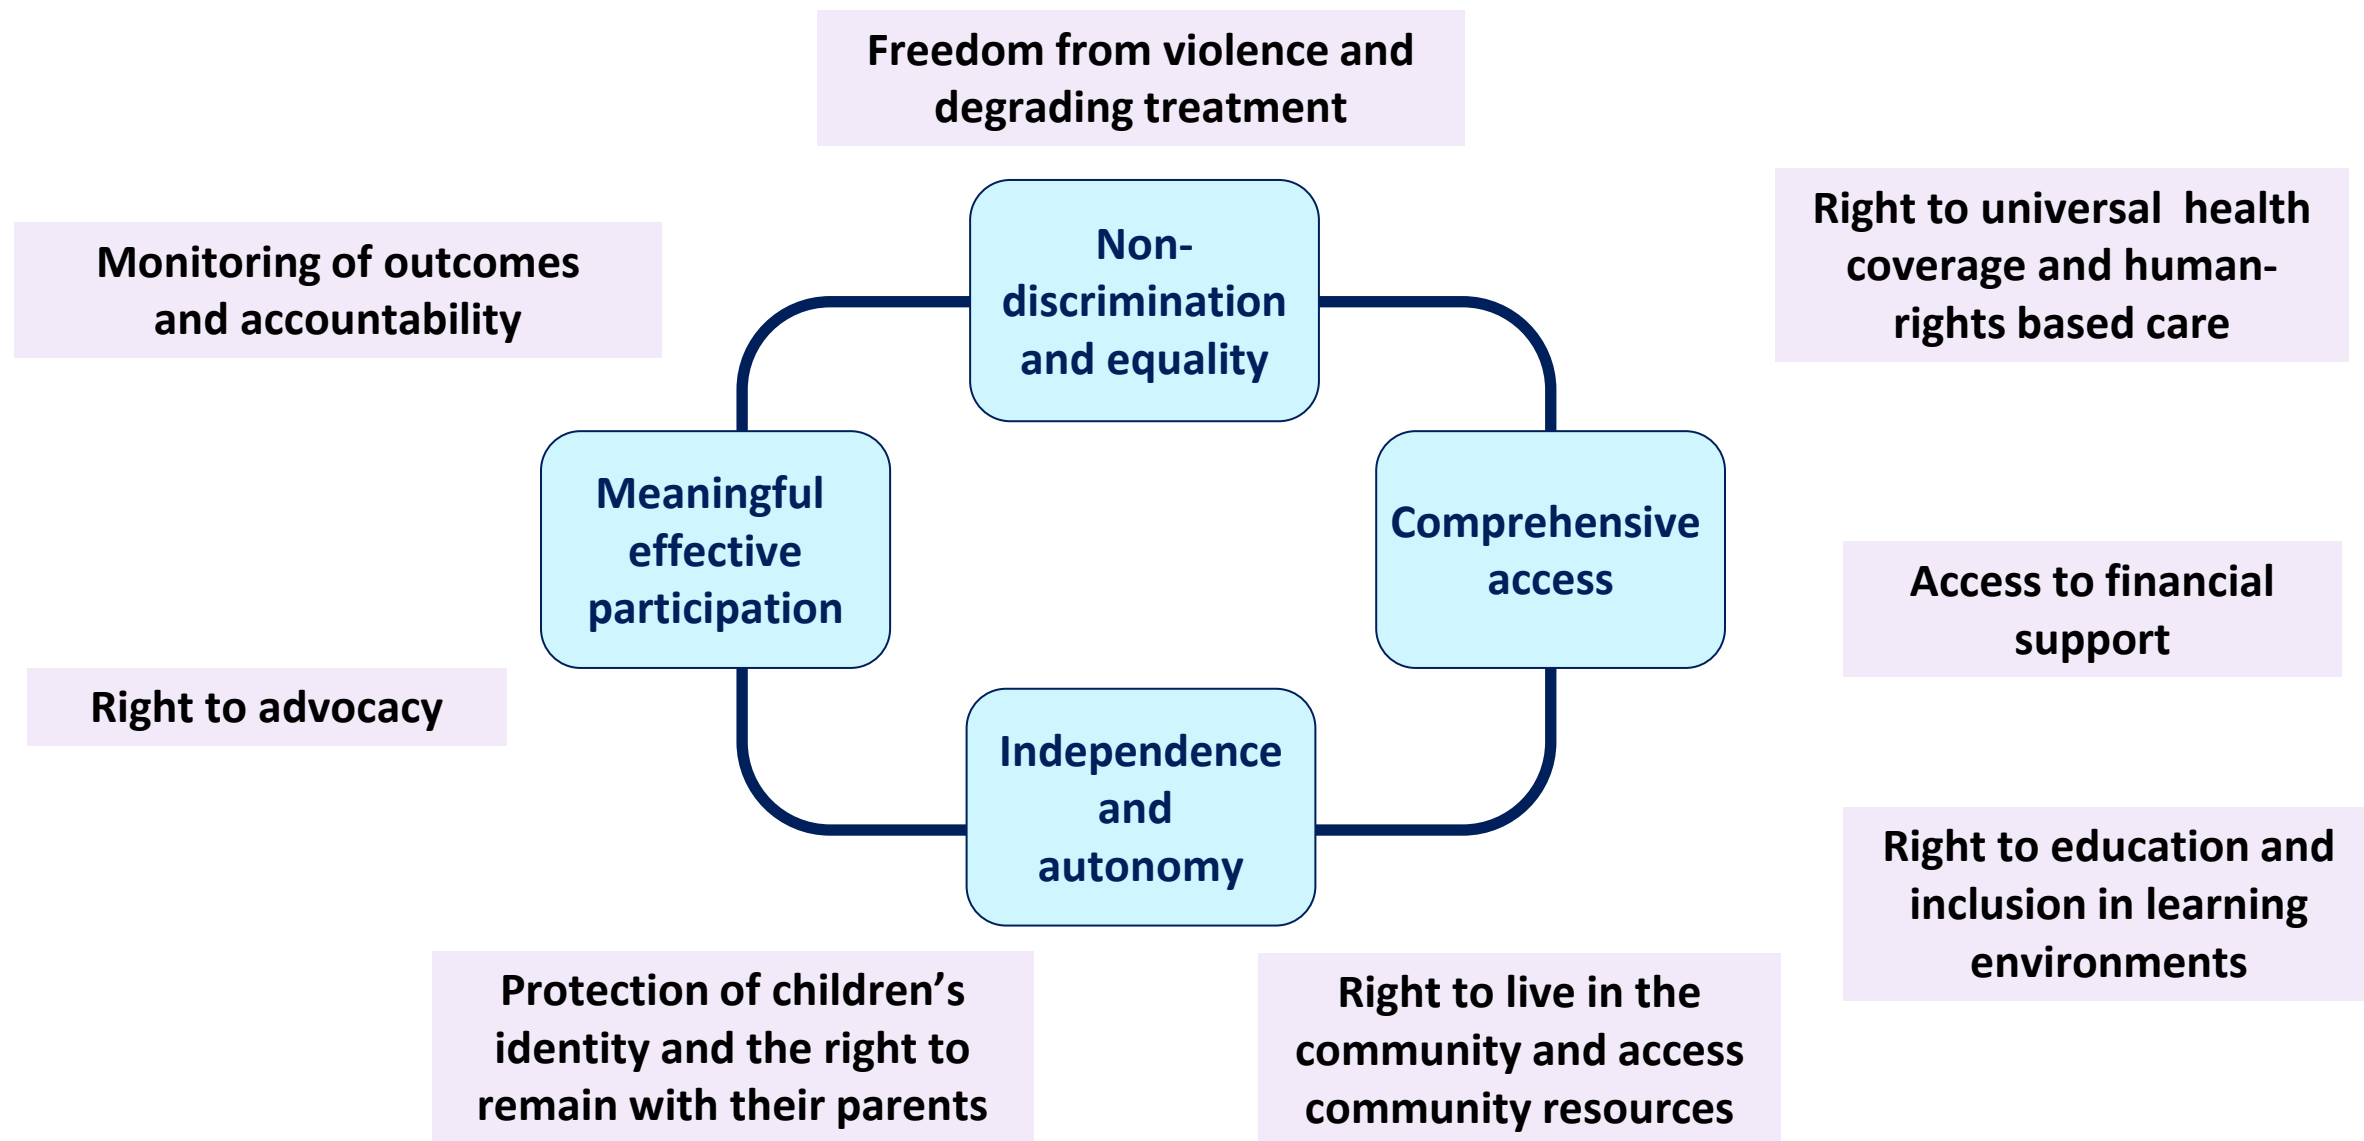 Freedom from violence and
degrading treatment
Monitoring of outcomes
and accountability
Non-
discrimination
and equality
Right to universal  health
coverage and human-
rights based care
Meaningful
effective
participation
Comprehensive
access
Access to financial
support
Right to advocacy
Independence
and
autonomy
Right to education and
inclusion in learning
environments
Protection of children’s
identity and the right to
remain with their parents
Right to live in the
community and access
community resources